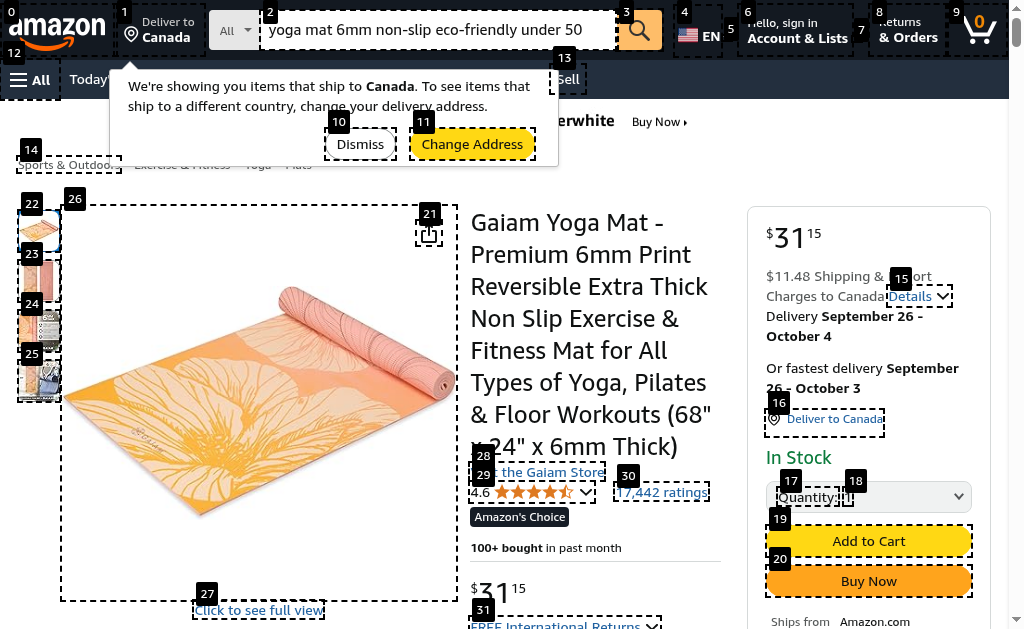 0 1 2 3 4 5 6 7 8 9
amazon
Deliver to
Canada
All
yoga mat 6mm non-slip eco-friendly under 50
EN
Hello, sign in
Account & Lists
Returns
& Orders
0
12 13
All
Today'
Sell
We're showing you items that ship to Canada. To see items that
ship to a different country, change your delivery address.
10 11
Dismiss
Change Address
erwhite
Buy Now
14
Sports & Outdoors
Exercise & Fitness
Yoga
Mats
22 26 21
23
24
25
Gaiam Yoga Mat -
Premium 6mm Print
Reversible Extra Thick
Non Slip Exercise &
Fitness Mat for All
Types of Yoga, Pilates
& Floor Workouts (68"
x 24" x 6mm Thick)
28
t the Gaiam Store
29 30
4.6
17,442 ratings
Amazon's Choice
100+ bought in past month
$31 15
31
FREE International Returns
27
Click to see full view
$31 15
$11.48 Shipping &
ort
15
Charges to Canada Details
Delivery September 26 -
October 4
Or fastest delivery September
26 - October 3
16
Deliver to Canada
In Stock
17 18
Quantity: 1
19
Add to Cart
20
Buy Now
Ships from Amazon.com